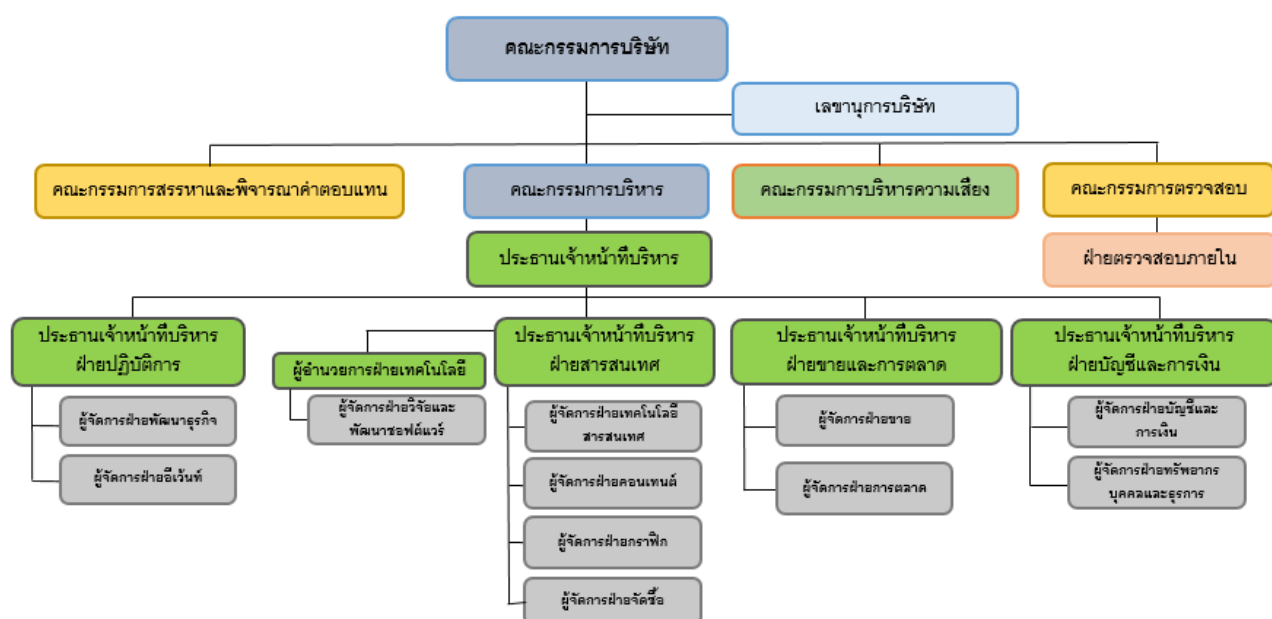 คณะกรรมการบริษัท
เลขานุการบริษัท
คณะกรรมการสรรหาและพิจารณาค่าตอบแทน
คณะกรรมการบริหาร
คณะกรรมการบริหารความเสี่ยง
คณะกรรมการตรวจสอบ
ประธานเจ้าหน้าที่บริหาร
ฝ่ายตรวจสอบภายใน
ประธานเจ้าหน้าที่บริหาร
ฝ่ายปฏิบัติการ
ผู้จัดการฝ่ายพัฒนาธุรกิจ
ผู้จัดการฝ่ายอีเว้นท์
ผู้อำนวยการฝ่ายเทคโนโลยี
ผู้จัดการฝ่ายวิจัยและ
พัฒนาซอฟต์แวร์
ประธานเจ้าหน้าที่บริหาร
ฝ่ายสารสนเทศ
ผู้จัดการฝ่ายเทคโนโลยี
สารสนเทศ
ผู้จัดการฝ่ายคอนเทนต์
ผู้จัดการฝ่ายกราฟิก
ผู้จัดการฝ่ายจัดซื้อ
ประธานเจ้าหน้าที่บริหาร
ฝ่ายขายและการตลาด
ผู้จัดการฝ่ายขาย
ผู้จัดการฝ่ายการตลาด
ประธานเจ้าหน้าที่บริหาร
ฝ่ายบัญชีและการเงิน
ผู้จัดการฝ่ายบัญชีและ
การเงิน
ผู้จัดการฝ่ายทรัพยากร
บุคคลและธุรการ